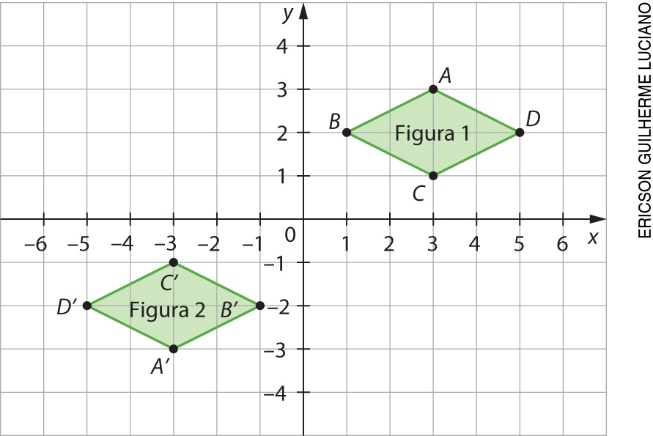 y
4
3
2
1
0
A
B
Figura 1
D
C
–6 –5 –4 –3 –2 –1 1 2 3 4 5 6 x
–1
–2
–3
–4
C′
D′
Figura 2
B′
A′
ERICSON GUILHERME LUCIANO